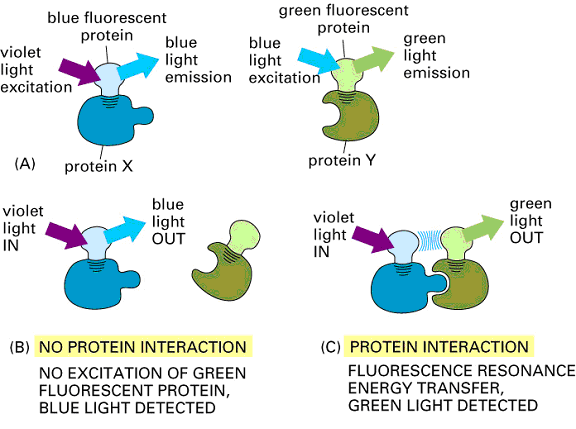 blue fluorescent
protein
violet
light
excitation
blue
light
emission
protein X
(A)
green fluorescent
protein
blue
light
excitation
green
light
emission
protein Y
violet
light
IN
blue
light
OUT
(B) NO PROTEIN INTERACTION
NO EXCITATION OF GREEN
FLUORESCENT PROTEIN,
BLUE LIGHT DETECTED
violet
light
IN
green
light
OUT
(C) PROTEIN INTERACTION
FLUORESCENCE RESONANCE
ENERGY TRANSFER,
GREEN LIGHT DETECTED